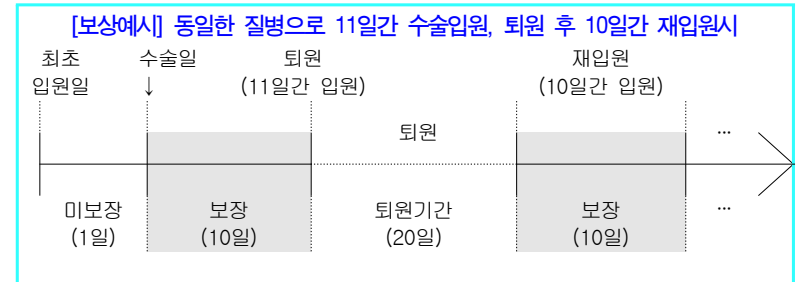 [보상예시] 동일한 질병으로 11일간 수술입원, 퇴원 후 10일간 재입원시
최초 수술일 퇴원 재입원
입원일 ↓ (11일간 입원) (10일간 입원)
퇴원 ...
미보장 보장 퇴원기간 보장 ...
(1일) (10일) (20일) (10일)